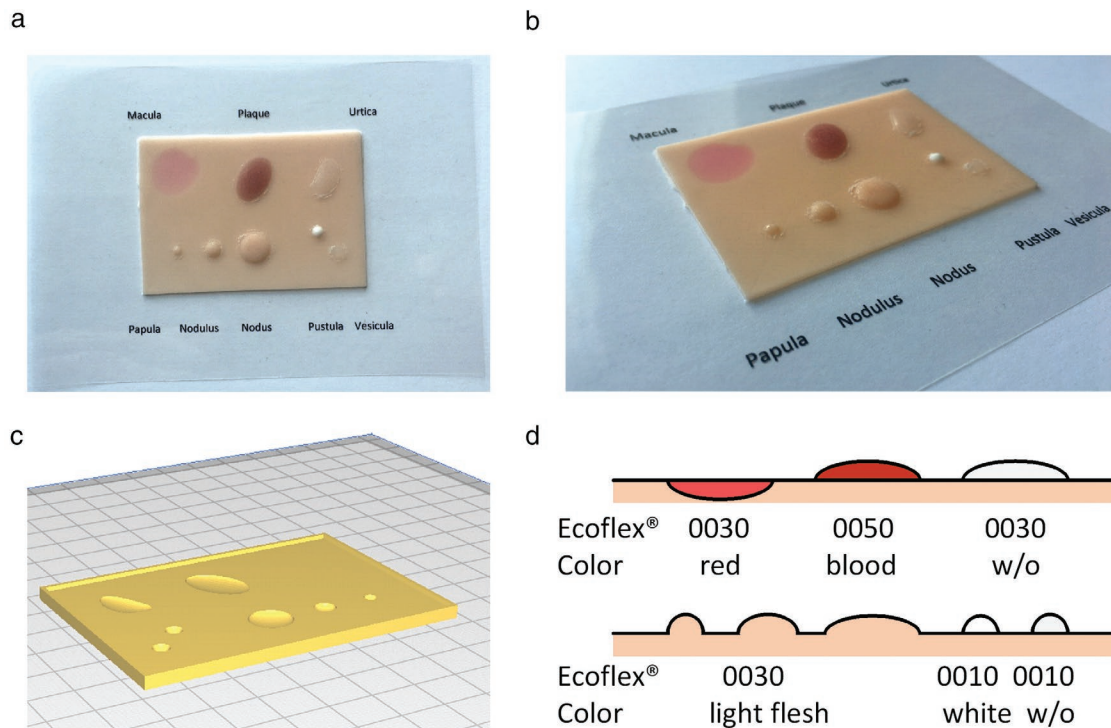 a
Macula Plaque Urtica
Papula Nodulus Nodus Pustula Vesicula
b
Macula Plaque Urtica
Papula Nodulus Nodus Pustula Vesicula
c
d
Ecoflex® 0030 0050 0030
Color red blood w/o
Ecoflex® 0030 0010 0010
Color light flesh white w/o